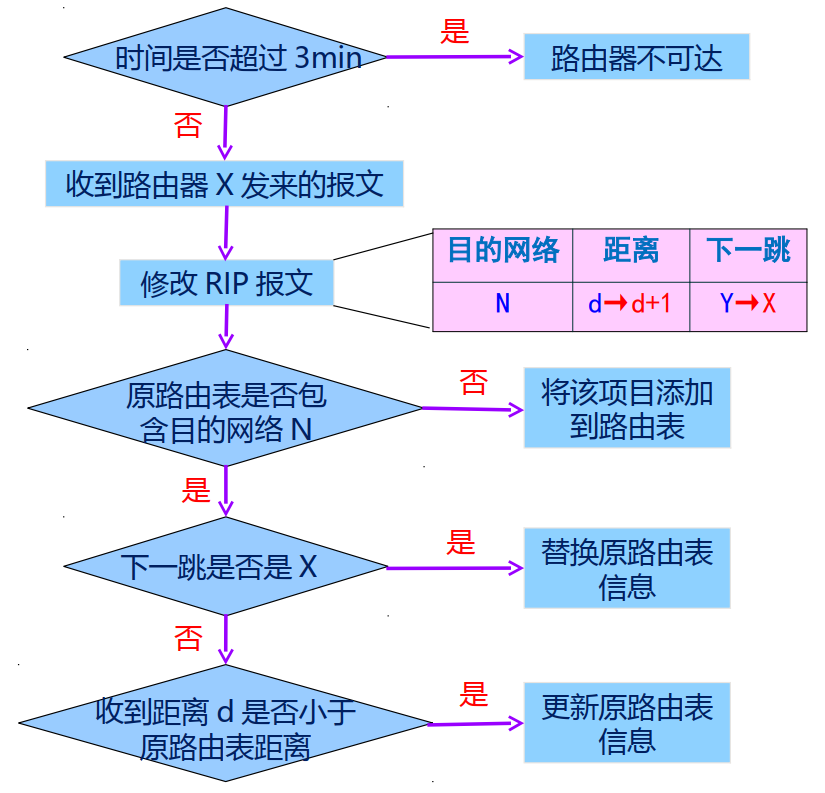 时间是否超过 3min
是
路由器不可达
否
收到路由器 X 发来的报文
修改 RIP 报文
目的网络 距离 下一跳
N d→d+1 Y→X
原路由表是否包
含目的网络 N
否
将该项目添加
到路由表
是
下一跳是否是 X
是
替换原路由表
信息
否
收到距离 d 是否小于
原路由表距离
是
更新原路由表
信息